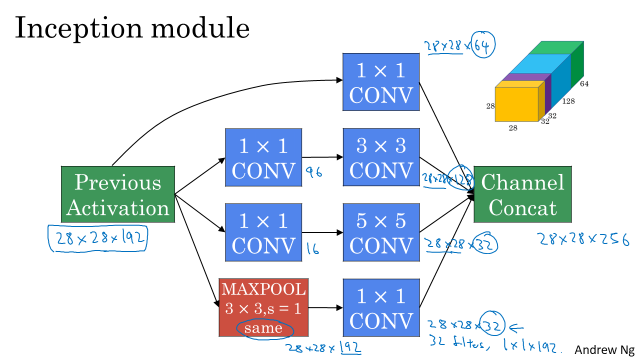 Inception module
28×28×64
1 × 1
CONV
28
28
32
32
128
64
1 × 1
CONV
96
3 × 3
CONV
28×28×128
Previous
Activation
28×28×192
Channel
Concat
28×28×256
1 × 1
CONV
16
5 × 5
CONV
28×28×32
MAXPOOL
3 × 3,s = 1
same
28×28×192
1 × 1
CONV
28×28×32 ←
32 filters, 1×1×192.
Andrew Ng